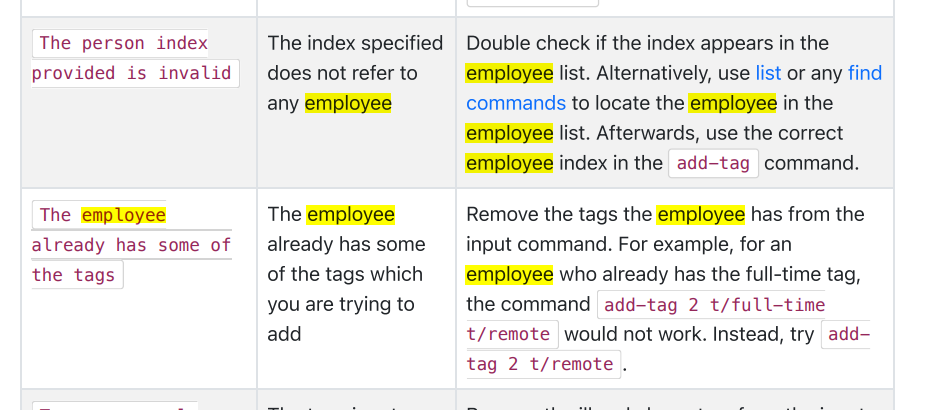 The person index
provided is invalid
The index specified
does not refer to
any employee
Double check if the index appears in the
employee list. Alternatively, use list or any find
commands to locate the employee in the
employee list. Afterwards, use the correct
employee index in the add-tag command.
The employee
already has some of
the tags
The employee
already has some
of the tags which
you are trying to
add
Remove the tags the employee has from the
input command. For example, for an
employee who already has the full-time tag,
the command add-tag 2 t/full-time
t/remote would not work. Instead, try add-
tag 2 t/remote .